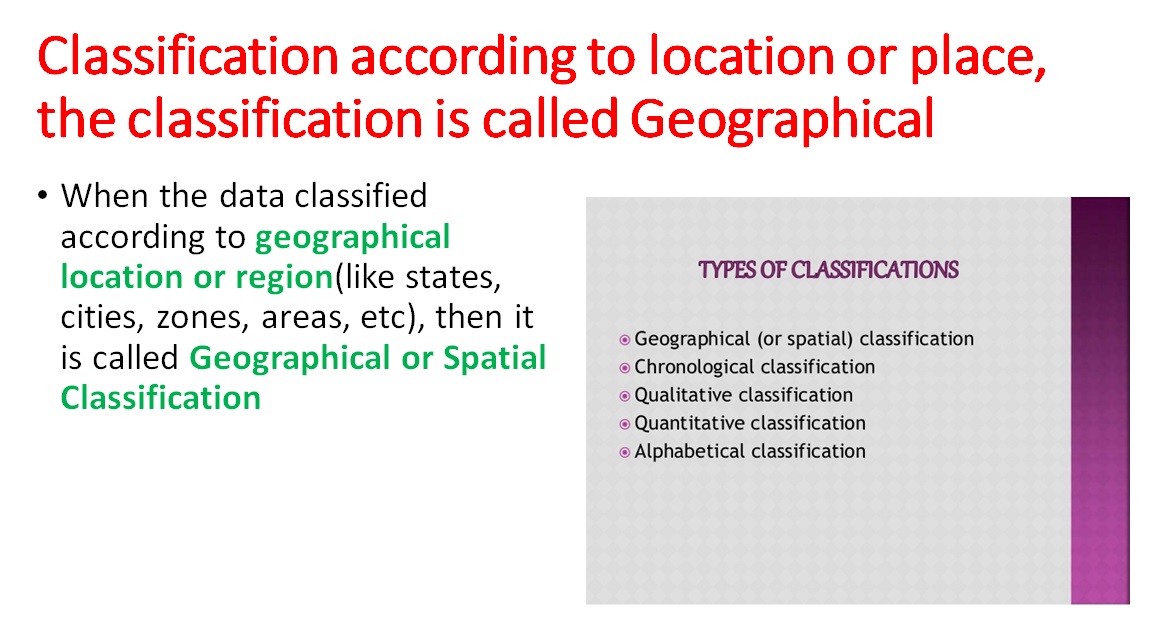 Classification according to location or place,
the classification is called Geographical
• When the data classified
according to geographical
location or region(like states,
cities, zones, areas, etc), then it
is called Geographical or Spatial
Classification
TYPES OF CLASSIFICATIONS
Geographical (or spatial) classification
Chronological classification
Qualitative classification
Quantitative classification
Alphabetical classification